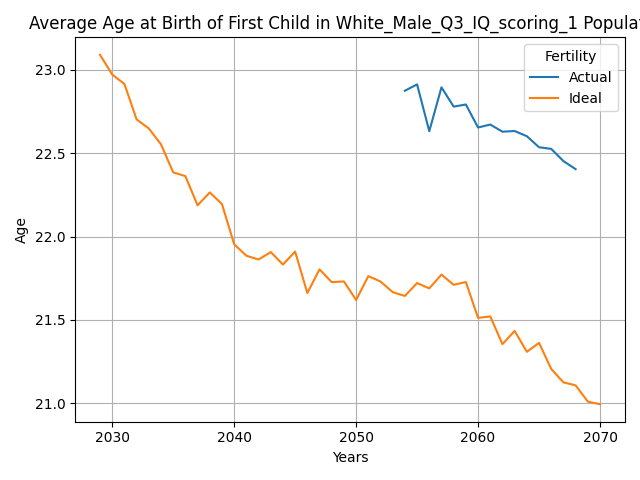 Average Age at Birth of First Child in White_Male_Q3_IQ_scoring_1 Populat
Fertility
Actual
Ideal
23.0
22.5
22.0
21.5
21.0
Age
2030 2040 2050 2060 2070
Years